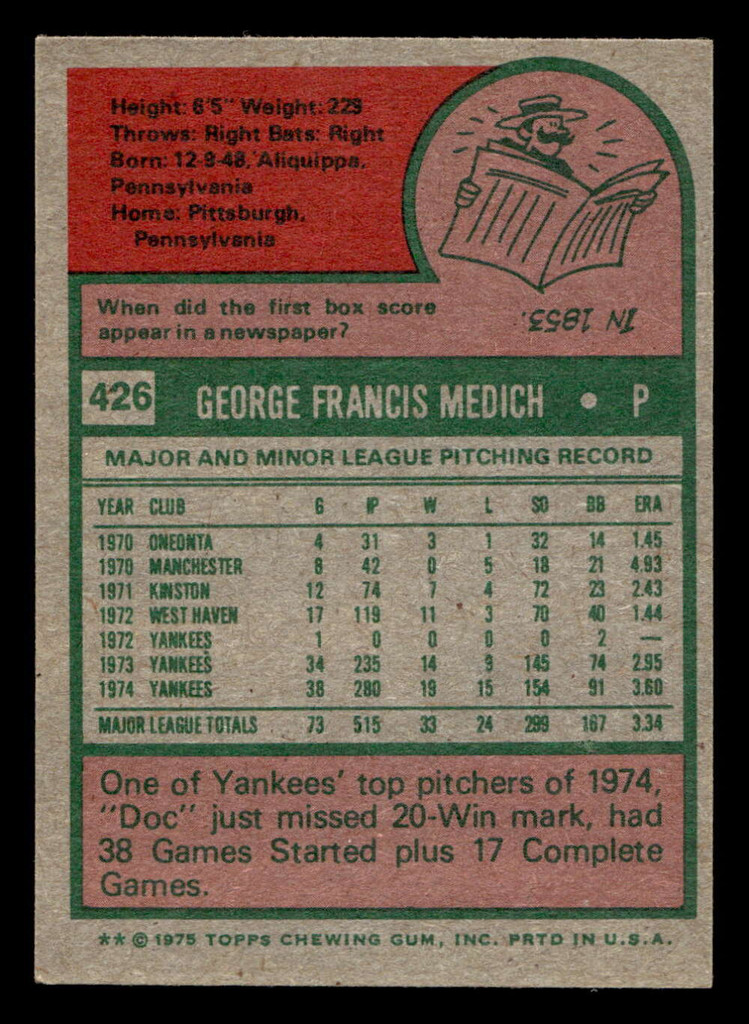 Height: 6'5" Weight: 225
Throws: Right Bats: Right
Born: 12-9-48, Aliquippa,
Pennsylvania
Home: Pittsburgh,
Pennsylvania
When did the first box score
appear in a newspaper?
IN 1853.
426 GEORGE FRANCIS MEDICH • P
MAJOR AND MINOR LEAGUE PITCHING RECORD
YEAR CLUB G IP W L SO BB ERA
1970 ONEONTA 4 31 3 1 32 14 1.45
1970 MANCHESTER 8 42 0 5 18 21 4.93
1971 KINSTON 12 74 7 4 72 23 2.43
1972 WEST HAVEN 17 119 11 3 70 40 1.44
1972 YANKEES 1 0 0 0 0 2 —
1973 YANKEES 34 235 14 9 145 74 2.95
1974 YANKEES 38 280 19 15 154 91 3.60
MAJOR LEAGUE TOTALS 73 515 33 24 299 167 3.34
One of Yankees' top pitchers of 1974,
"Doc" just missed 20-Win mark, had
38 Games Started plus 17 Complete
Games.
** © 1975 TOPPS CHEWING GUM, INC. PRTD IN U.S.A.